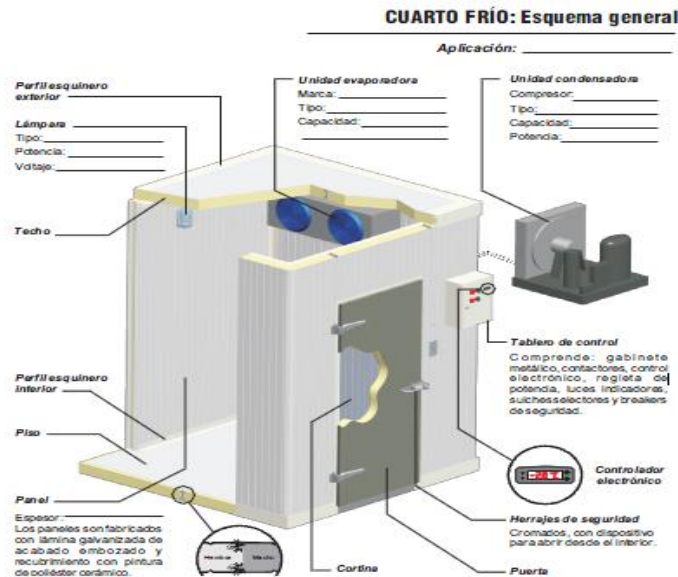 CUARTO FRÍO: Esquema general
Aplicación:
Perfil esquinero
exterior
Lámpara
Tipo:
Potencia:
Voltaje:
Techo
Unidad evaporadora
Marca:
Tipo:
Capacidad:
Unidad condensadora
Compresor:
Tipo:
Capacidad:
Potencia:
Tablero de control
Comprende: gabinete
metálico, contactores, control
electrónico, regleta de
potencia, luces indicadores,
suiches selectores y breakers
de seguridad.
Perfil esquinero
interior
Piso
Panel
Espesor:
Los paneles son fabricados
con lámina galvanizada de
acabado embozado y
recubrimiento con pintura
de poliéster cerámico.
Hembra Macho
Cortina
Controlador
electrónico
Herrajes de seguridad
Cromados, con dispositivo
para abrir desde el interior.
Puerta